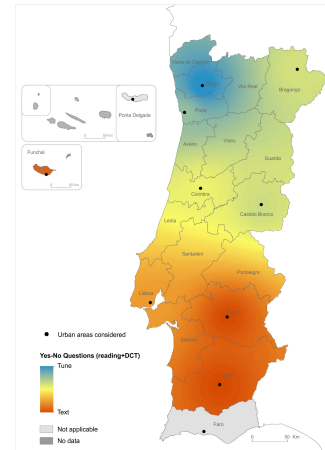 Viana do Castelo
Vila Real
Bragança
Porto
Ponta Delgada
Aveiro
Viseu
Funchal
Guarda
Coimbra
Castelo Branco
Leiria
Santarém
Portalegre
Lisboa
Setúbal
Urban areas considered
Yes-No Questions (reading+DCT)
Tune
Text
Not applicable
No data
Faro
0 50 Km